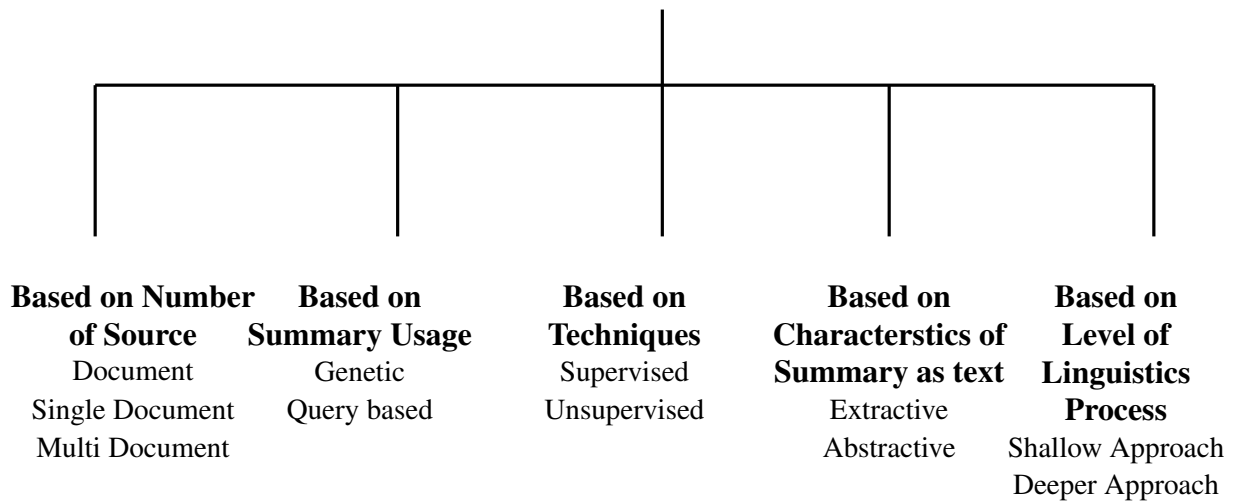 Based on Number
of Source
Document
Single Document
Multi Document
Based on
Summary Usage
Genetic
Query based
Based on
Techniques
Supervised
Unsupervised
Based on
Characterstics of
Summary as text
Extractive
Abstractive
Based on
Level of
Linguistics
Process
Shallow Approach
Deeper Approach